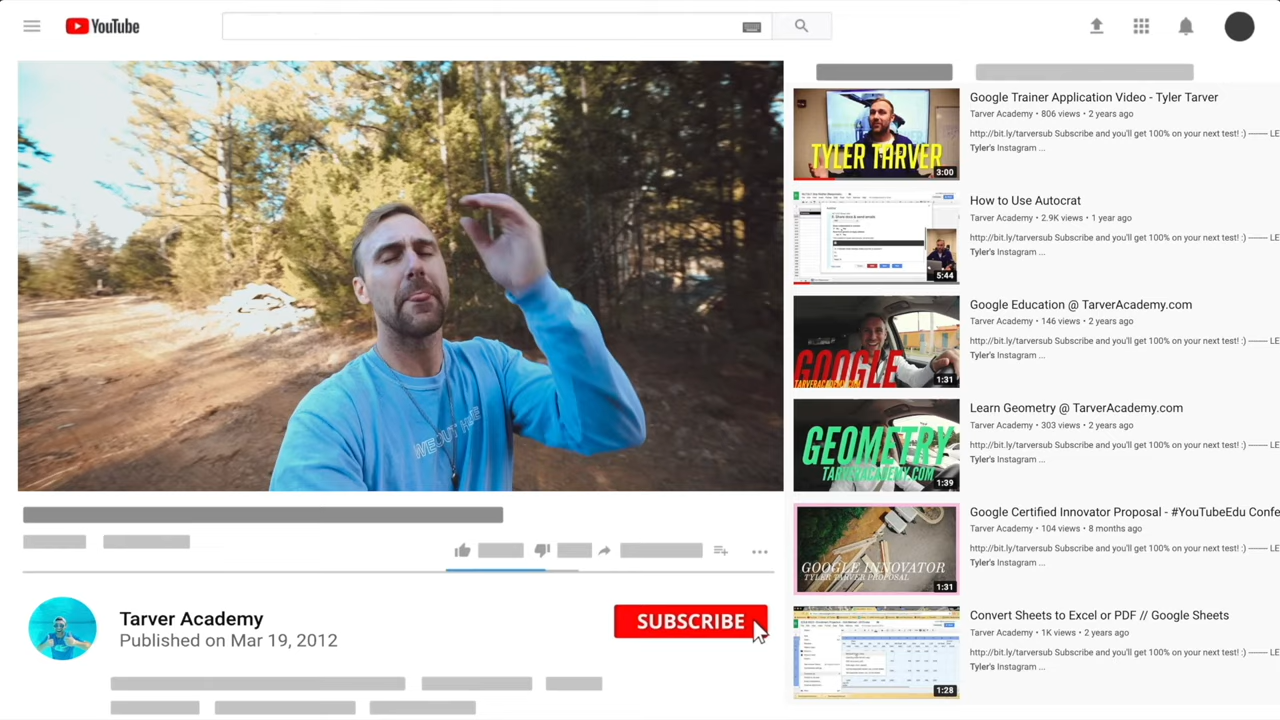 YouTube
WEOUT HERE
Google Trainer Application Video - Tyler Tarver
Tarver Academy • 806 views • 2 years ago
http://bit.ly/tarversub Subscribe and you'll get 100% on your next test! :) ——— LE
Tyler's Instagram ...
TYLER TARVER
3:00
How to Use Autocrat
Tarver Academy • 2.9K views • 1 year ago
http://bit.ly/tarversub Subscribe and you'll get 100% on your next test! :) ——— LE
Tyler's Instagram ...
5:44
Google Education @ TarverAcademy.com
Tarver Academy • 146 views • 2 years ago
http://bit.ly/tarversub Subscribe and you'll get 100% on your next test! :) ——— LE
Tyler's Instagram ...
GOOGLE
TARVERACADEMY.COM
1:31
Learn Geometry @ TarverAcademy.com
Tarver Academy • 303 views • 2 years ago
http://bit.ly/tarversub Subscribe and you'll get 100% on your next test! :) ——— LE
Tyler's Instagram ...
GEOMETRY
TARVERACADEMY.COM
1:39
Google Certified Innovator Proposal - #YouTubeEdu Confe
Tarver Academy • 104 views • 8 months ago
http://bit.ly/tarversub Subscribe and you'll get 100% on your next test! :) ——— LE
Tyler's Instagram ...
GOOGLE INNOVATOR
TYLER TARVER PROPOSAL
1:31
Convert Sheets to Excel or PDF // Google Sheets
Tarver Academy • 1K views • 2 years ago
http://bit.ly/tarversub Subscribe and you'll get 100% on your next test! :) ——— LE
Tyler's Instagram ...
1:28
Tarver Academy
Published on Mar 19, 2012
SUBSCRIBE